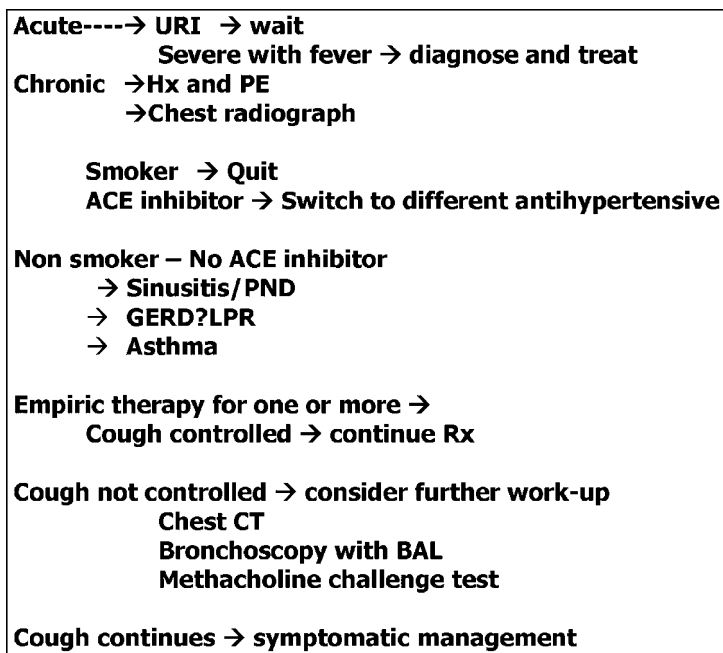 Acute----→ URI → wait
Severe with fever → diagnose and treat
Chronic →Hx and PE
→Chest radiograph
Smoker → Quit
ACE inhibitor → Switch to different antihypertensive
Non smoker – No ACE inhibitor
→ Sinusitis/PND
→ GERD?LPR
→ Asthma
Empiric therapy for one or more →
Cough controlled → continue Rx
Cough not controlled → consider further work-up
Chest CT
Bronchoscopy with BAL
Methacholine challenge test
Cough continues → symptomatic management